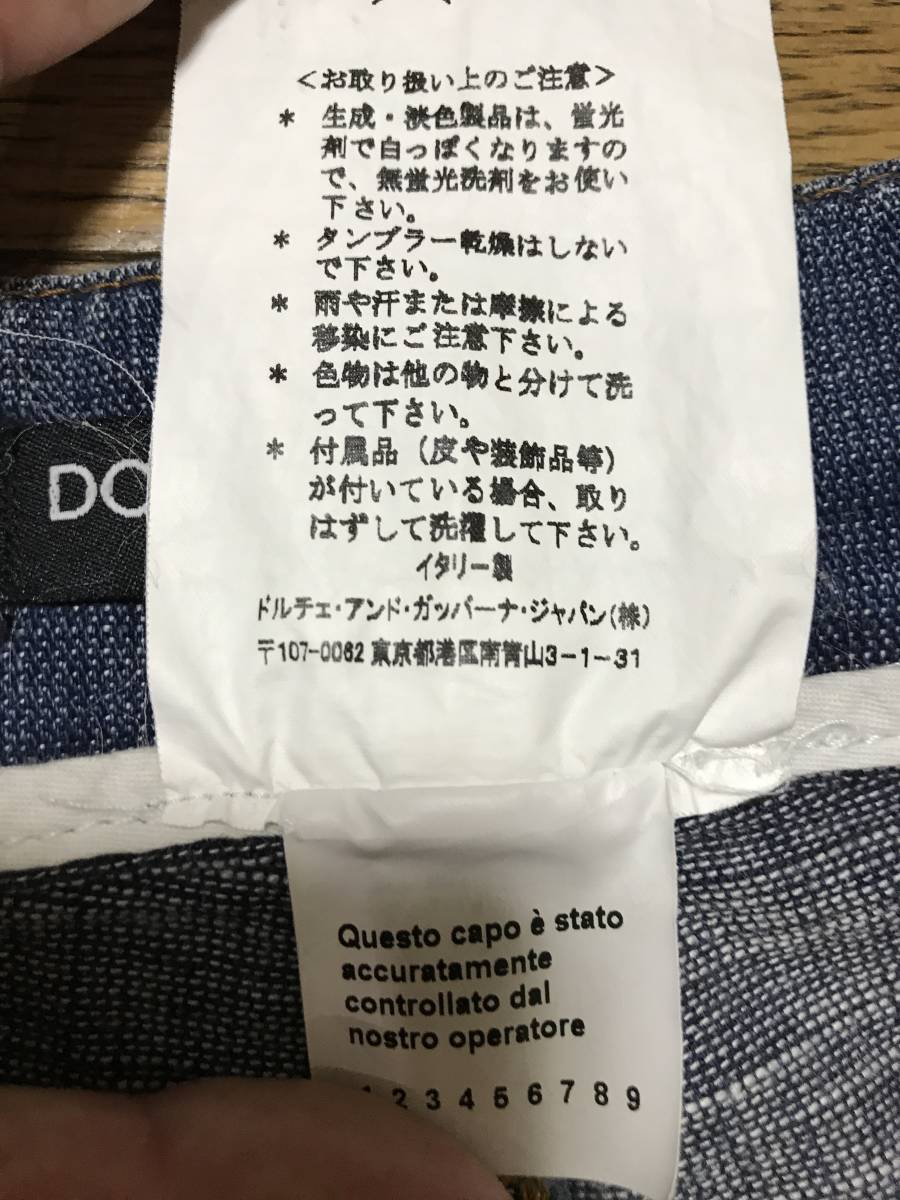 <お取り扱い上のご注意>
* 生成・淡色製品は、蛍光
剤で白っぽくなりますの
で、無蛍光洗剤をお使い
下さい。
* タンブラー乾燥はしない
で下さい。
* 雨や汗または摩擦による
移染にご注意下さい。
* 色物は他の物と分けて洗
って下さい。
* 付属品(皮や装飾品等)
が付いている場合、取り
はずして洗濯して下さい。
イタリー製
ドルチェ・アンド・ガッバーナ・ジャパン(株)
〒107-0062 東京都港区南青山3-1-31
DO
Questo capo è stato
accuratamente
controllato dal
nostro operatore
1 2 3 4 5 6 7 8 9